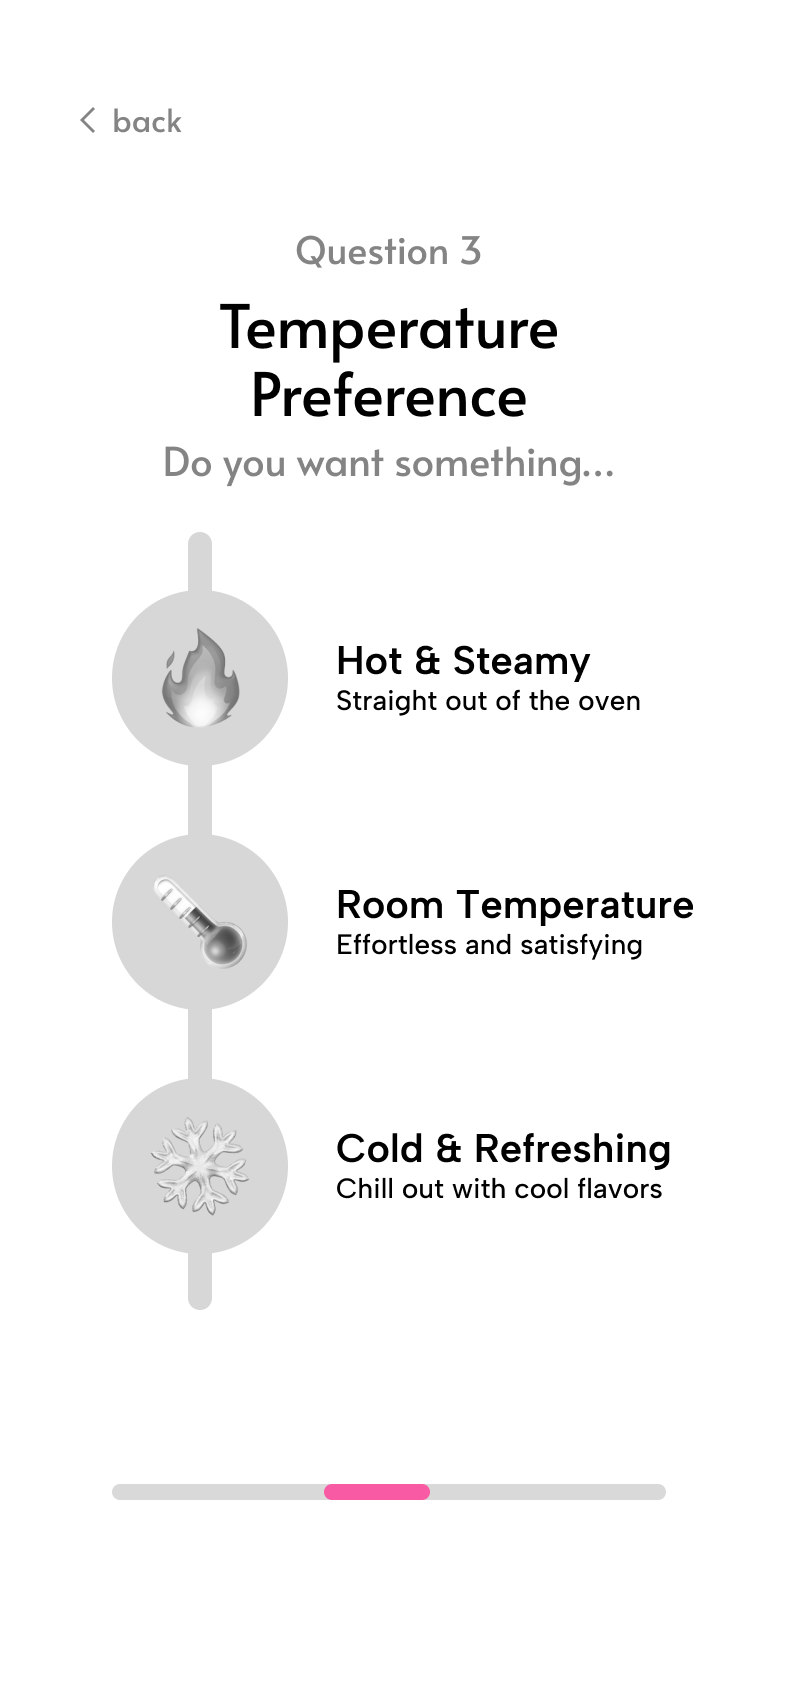 back
Question 3
Temperature
Preference
Do you want something...
Hot & Steamy
Straight out of the oven
Room Temperature
Effortless and satisfying
Cold & Refreshing
Chill out with cool flavors